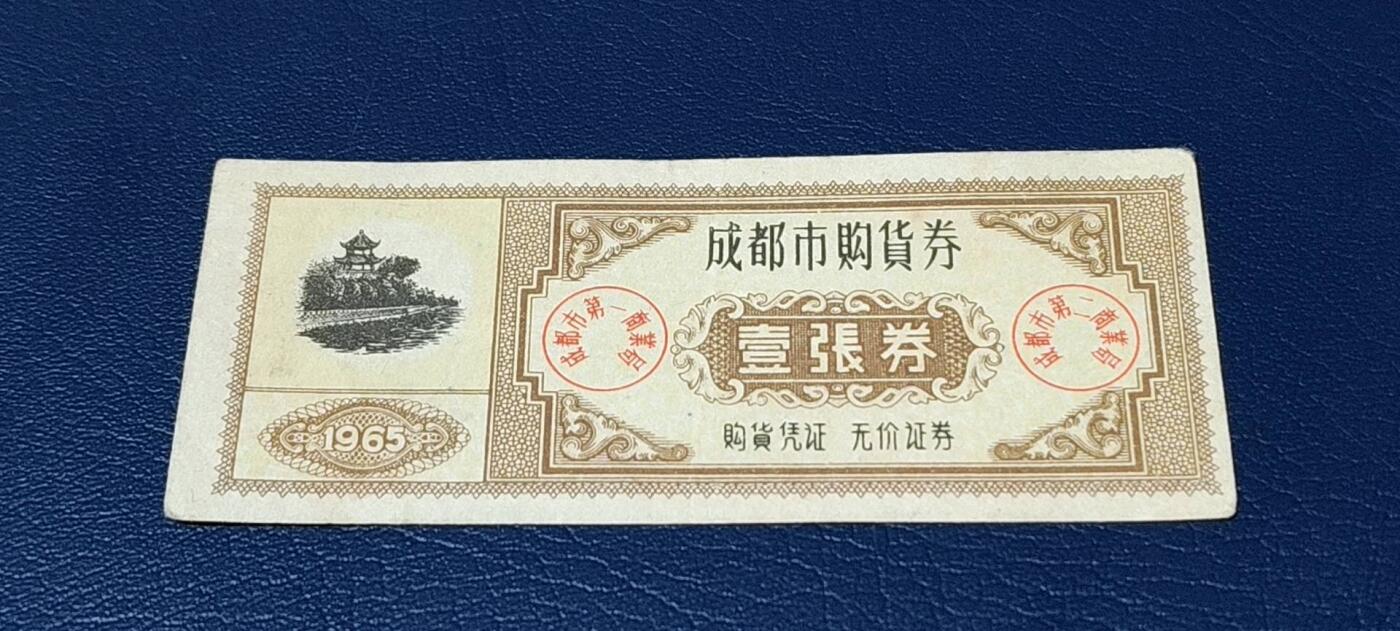 成都市购貨券
成都市第一商業局
壹張券
成都市第二商業局
购貨凭证 无价证券
1965